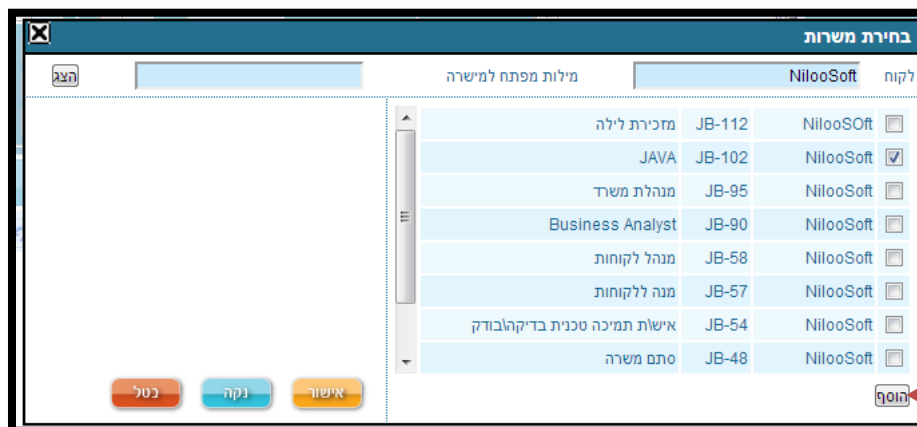 בחירת משרות
לקוח NilooSoft מילות מפתח למישרה הצג
NilooSOft JB-112 מזכירת לילה
NilooSoft JB-102 JAVA
NilooSoft JB-95 מנהלת משרד
NilooSoft JB-90 Business Analyst
NilooSoft JB-58 מנהל לקוחות
NilooSoft JB-57 מנה ללקוחות
NilooSoft JB-54 איש\ת תמיכה טכנית בדיקה\בודק
NilooSoft JB-48 סתם משרה
אישור נקה בטל
הוסף